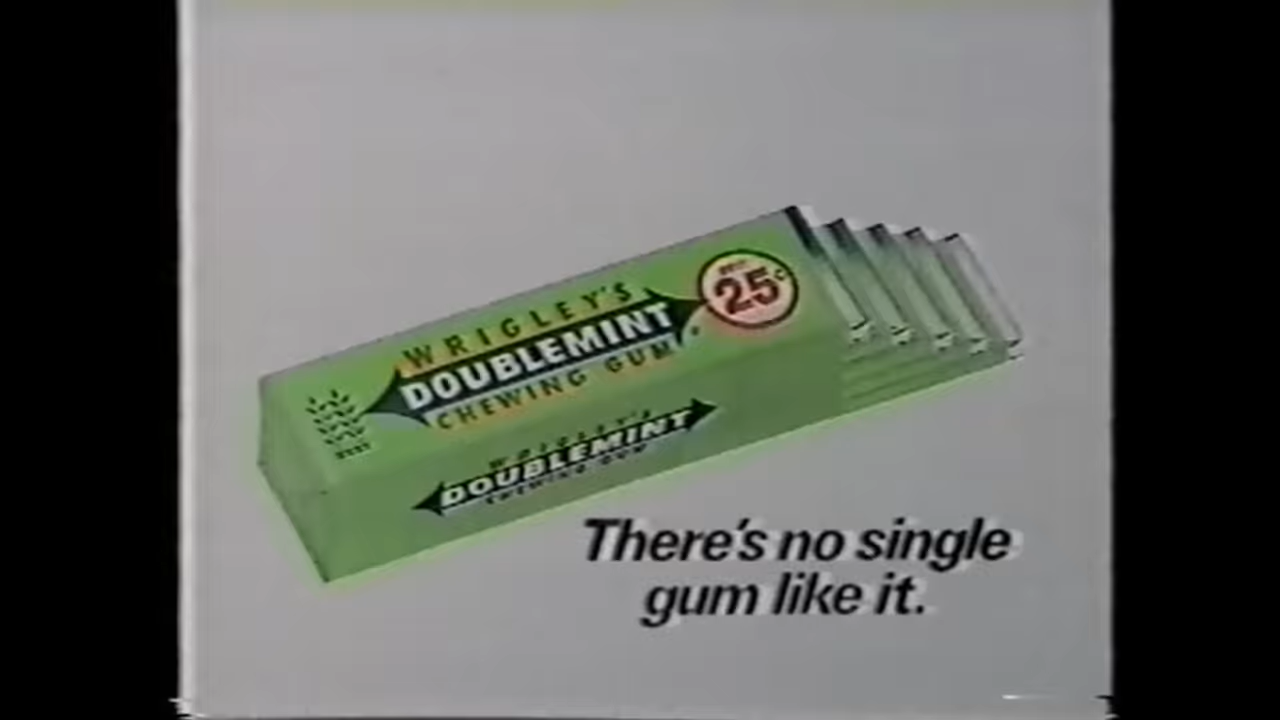 WRIGLEY'S
DOUBLEMINT
CHEWING GUM
25¢
WRIGLEY'S
DOUBLEMINT
CHEWING GUM
There's no single
gum like it.